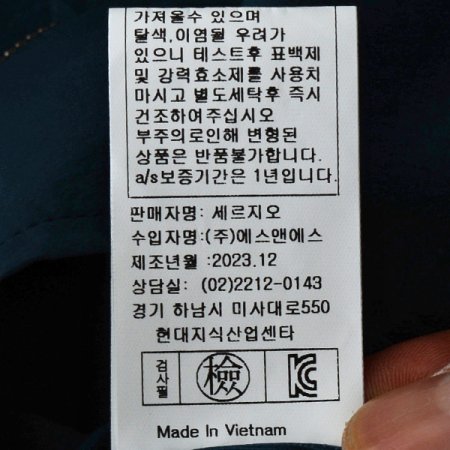 가져올수 있으며
탈색,이염될 우려가
있으니 테스트후 표백제
및 강력효소제를 사용치
마시고 별도세탁후 즉시
건조하여주십시오
부주의로인해 변형된
상품은 반품불가합니다.
a/s보증기간은 1년입니다.
판매자명: 세르지오
수입자명:(주)에스앤에스
제조년월 :2023.12
상담실: (02)2212-0143
경기 하남시 미사대로550
현대지식산업센타
검사필 檢 KC
Made In Vietnam